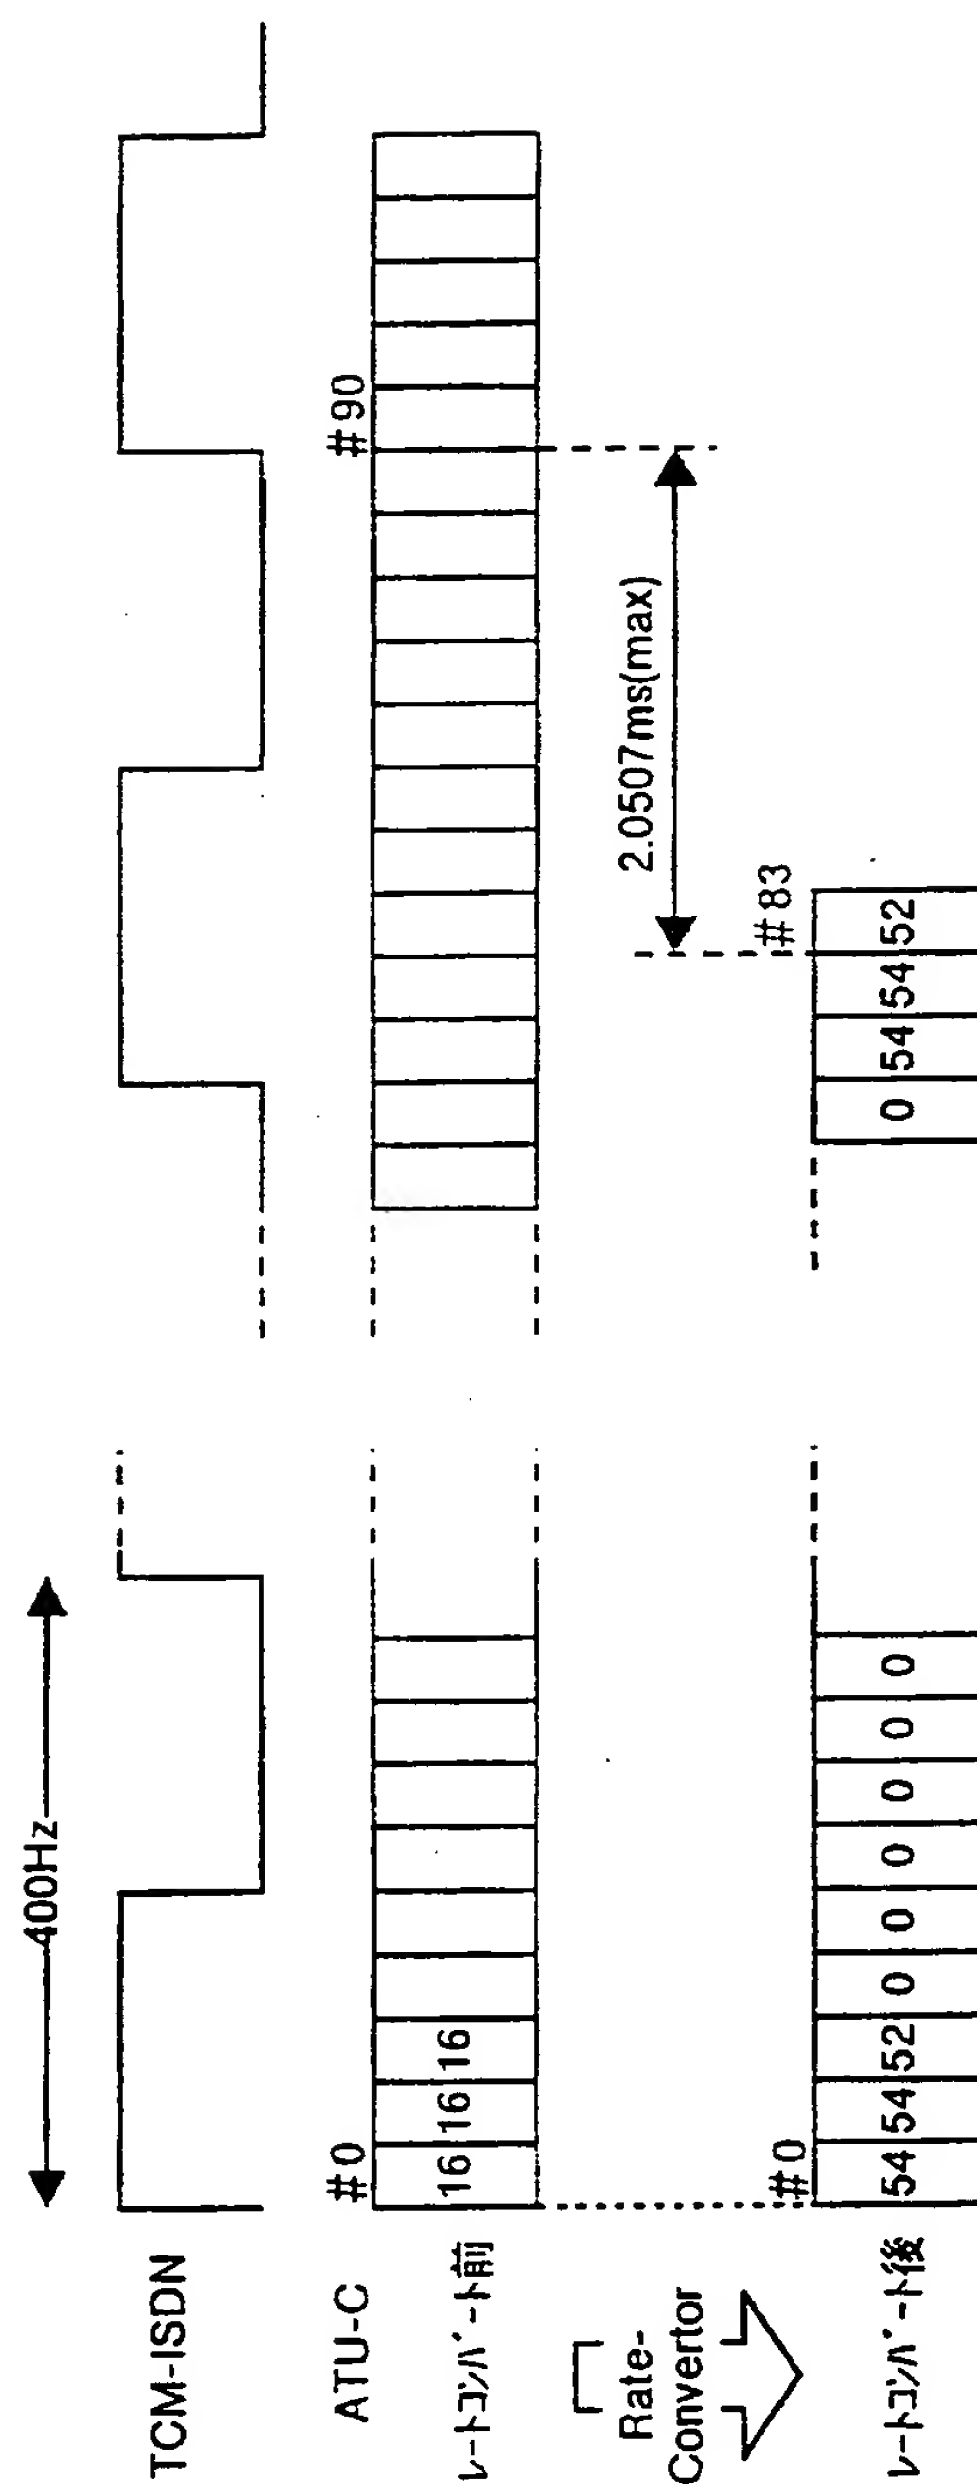 400Hz
TCM-ISDN
ATU-C
#0
#90
レートコンバート前
16 16 16
2.0507ms(max)
Rate-
Convertor
#0
#83
レートコンバート後
54 54 52 0 0 0 0 0 0
0 54 54 52